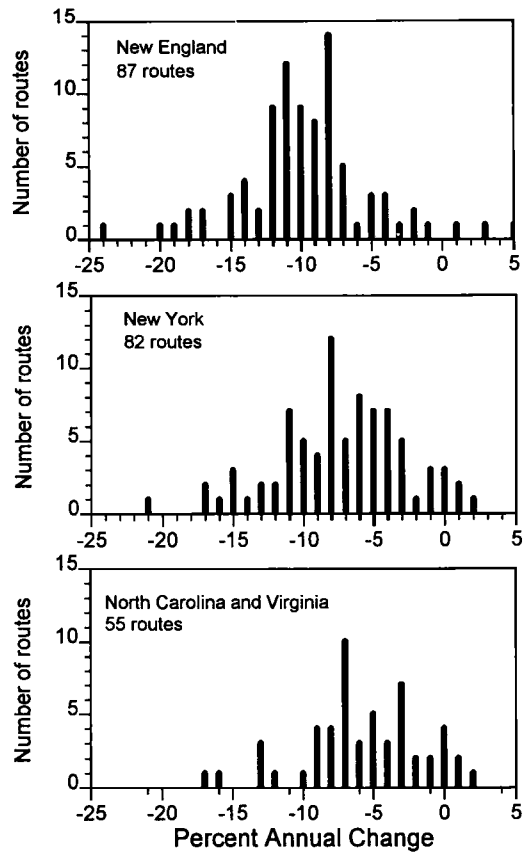 15
New England
87 routes
10
5
0
Number of routes
-25 -20 -15 -10 -5 0 5
15
New York
82 routes
10
5
0
Number of routes
-25 -20 -15 -10 -5 0 5
15
North Carolina and Virginia
55 routes
10
5
0
Number of routes
-25 -20 -15 -10 -5 0 5
Percent Annual Change